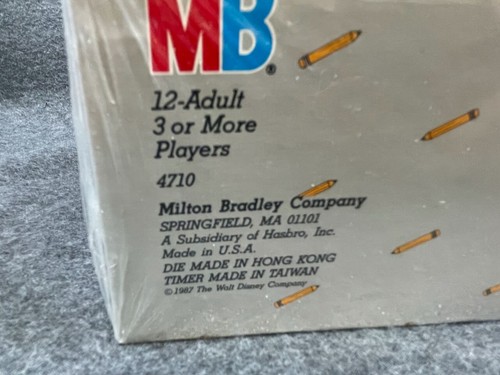 MB®
12-Adult
3 or More
Players
4710
Milton Bradley Company
SPRINGFIELD, MA 01101
A Subsidiary of Hasbro, Inc.
Made in U.S.A.
DIE MADE IN HONG KONG
TIMER MADE IN TAIWAN
©1987 The Walt Disney Company